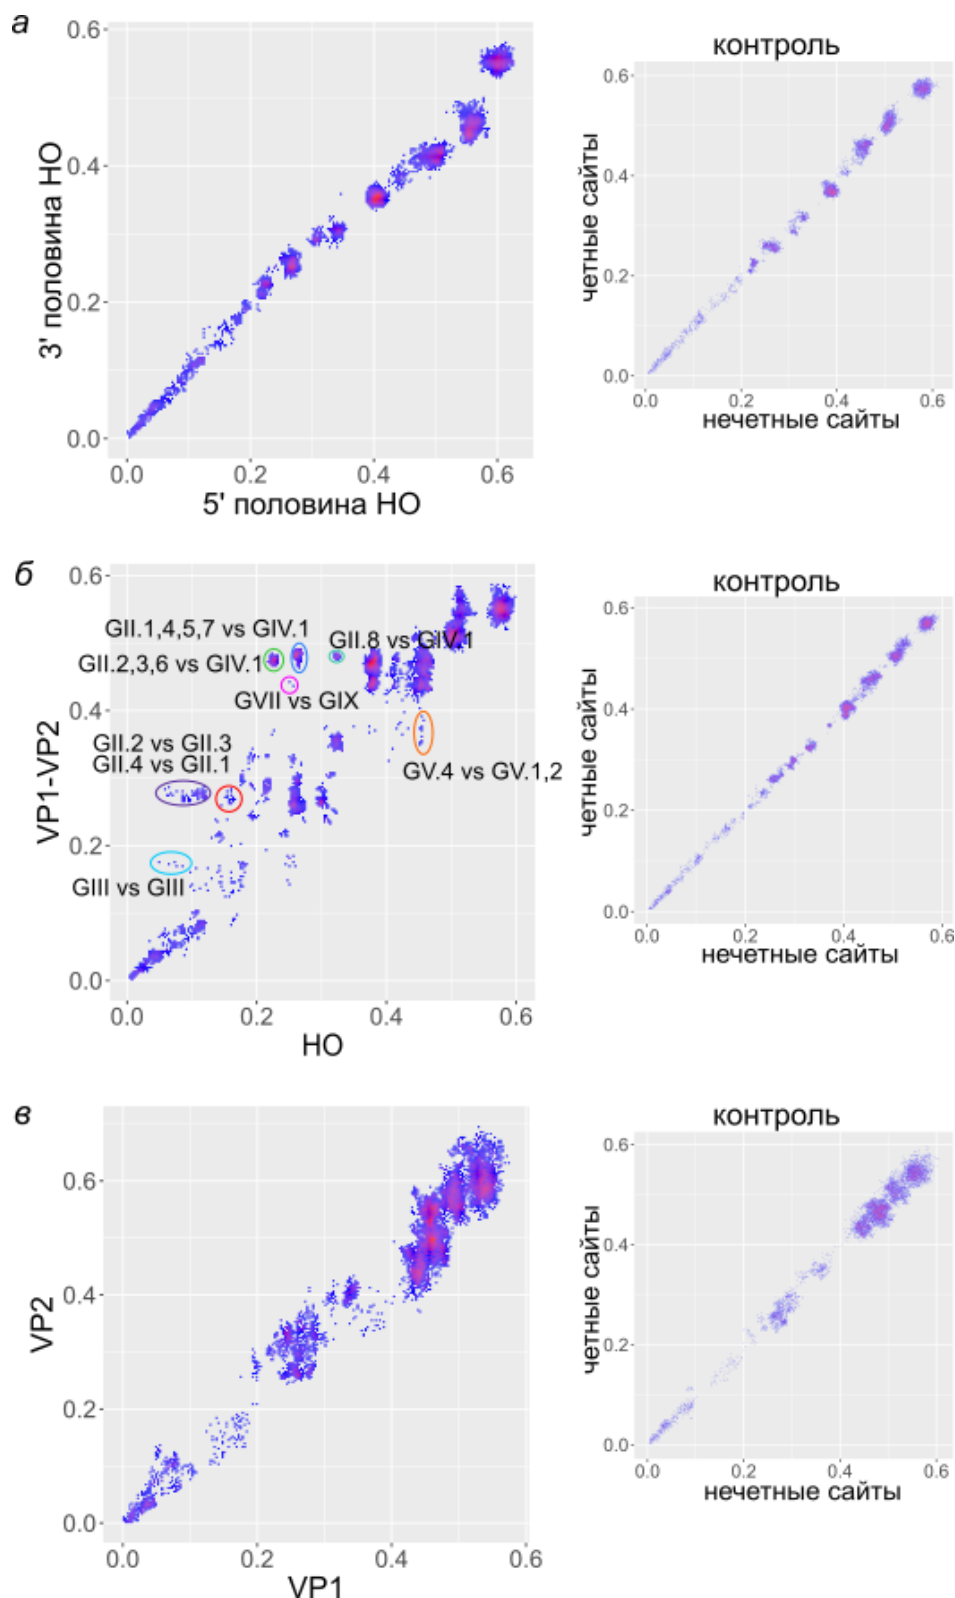 а
0.6
0.4
0.2
0.0
3' половина НО
0.0 0.2 0.4 0.6
5' половина НО
контроль
0.6
0.4
0.2
0.0
четные сайты
0.0 0.2 0.4 0.6
нечетные сайты
б
0.6
0.4
0.2
0.0
VP1-VP2
GII.1,4,5,7 vs GIV.1
GII.8 vs GIV.1
GII.2,3,6 vs GIV.1
GVII vs GIX
GII.2 vs GII.3
GII.4 vs GII.1
GV.4 vs GV.1,2
GIII vs GIII
0.0 0.2 0.4 0.6
НО
контроль
0.6
0.4
0.2
0.0
четные сайты
0.0 0.2 0.4 0.6
нечетные сайты
в
0.6
0.4
0.2
0.0
VP2
0.0 0.2 0.4 0.6
VP1
контроль
0.6
0.4
0.2
0.0
четные сайты
0.0 0.2 0.4 0.6
нечетные сайты